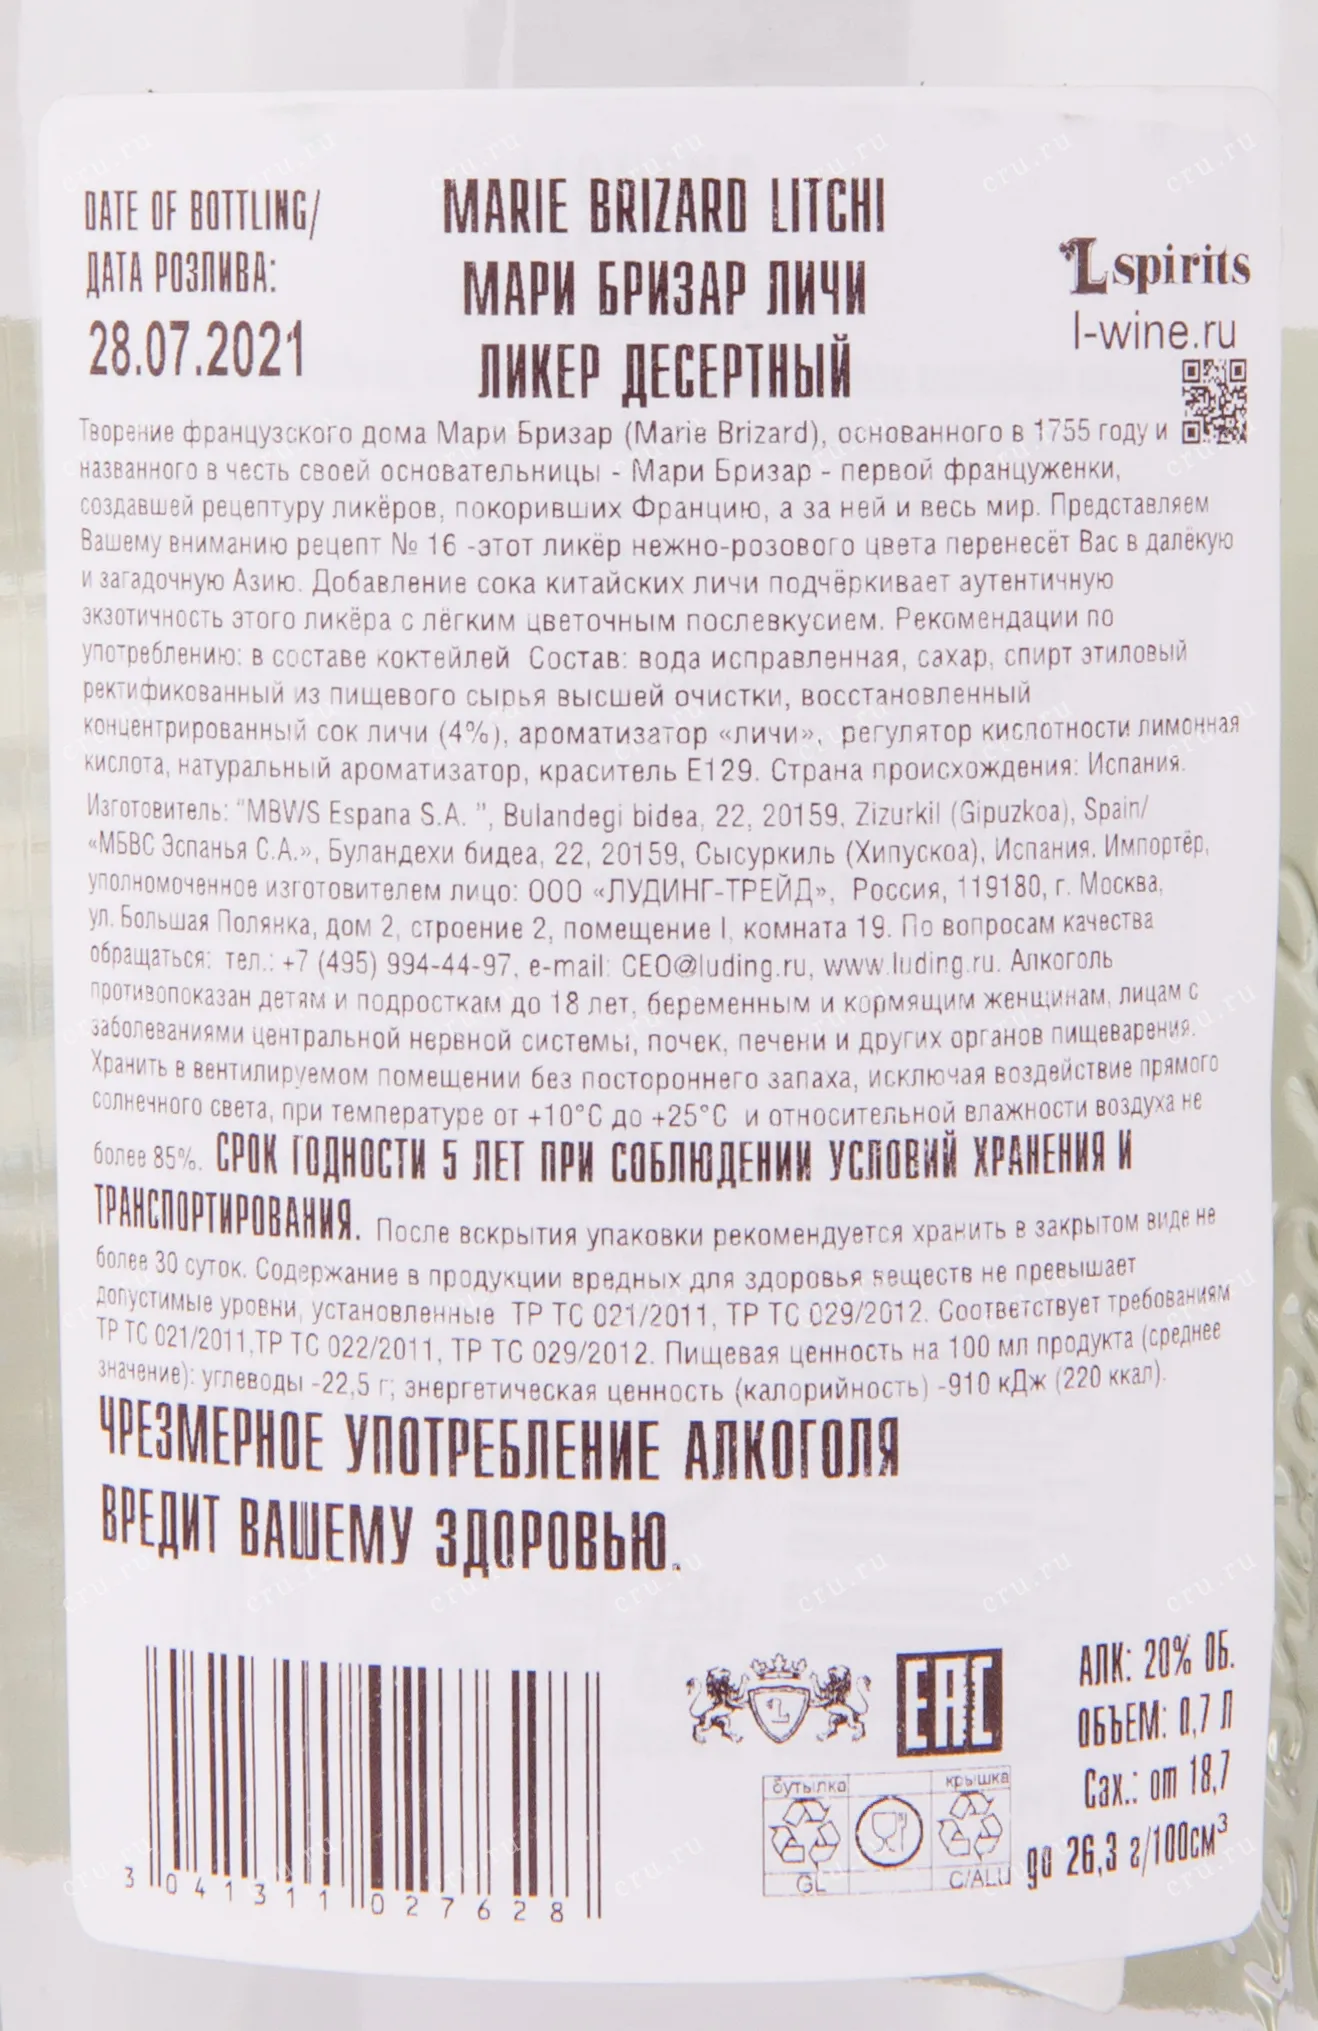 DATE OF BOTTLING/
ДАТА РОЗЛИВА:
28.07.2021
MARIE BRIZARD LITCHI
МАРИ БРИЗАР ЛИЧИ
ЛИКЕР ДЕСЕРТНЫЙ
L spirits
l-wine.ru
Творение французского дома Мари Бризар (Marie Brizard), основанного в 1755 году и
названного в честь своей основательницы - Мари Бризар - первой француженки,
создавшей рецептуру ликёров, покоривших Францию, а за ней и весь мир. Представляем
Вашему вниманию рецепт № 16 -этот ликёр нежно-розового цвета перенесёт Вас в далёкую
и загадочную Азию. Добавление сока китайских личи подчёркивает аутентичную
экзотичность этого ликёра с лёгким цветочным послевкусием. Рекомендации по
употреблению: в составе коктейлей Состав: вода исправленная, сахар, спирт этиловый
ректификованный из пищевого сырья высшей очистки, восстановленный
концентрированный сок личи (4%), ароматизатор «личи», регулятор кислотности лимонная
кислота, натуральный ароматизатор, краситель Е129. Страна происхождения: Испания.
Изготовитель: "MBWS Espana S.A. ", Bulandegi bidea, 22, 20159, Zizurkil (Gipuzkoa), Spain/
«МБВС Эспанья С.А.», Буландехи бидеа, 22, 20159, Сысуркиль (Хипускоа), Испания. Импортёр,
уполномоченное изготовителем лицо: ООО «ЛУДИНГ-ТРЕЙД», Россия, 119180, г. Москва,
ул. Большая Полянка, дом 2, строение 2, помещение I, комната 19. По вопросам качества
обращаться: тел.: +7 (495) 994-44-97, e-mail: CEO@luding.ru, www.luding.ru. Алкоголь
противопоказан детям и подросткам до 18 лет, беременным и кормящим женщинам, лицам с
заболеваниями центральной нервной системы, почек, печени и других органов пищеварения.
Хранить в вентилируемом помещении без постороннего запаха, исключая воздействие прямого
солнечного света, при температуре от +10°С до +25°С и относительной влажности воздуха не
более 85%. СРОК ГОДНОСТИ 5 ЛЕТ ПРИ СОБЛЮДЕНИИ УСЛОВИЙ ХРАНЕНИЯ И
ТРАНСПОРТИРОВАНИЯ. После вскрытия упаковки рекомендуется хранить в закрытом виде не
более 30 суток. Содержание в продукции вредных для здоровья веществ не превышает
допустимые уровни, установленные ТР ТС 021/2011, ТР ТС 029/2012. Соответствует требованиям
ТР ТС 021/2011,ТР ТС 022/2011, ТР ТС 029/2012. Пищевая ценность на 100 мл продукта (среднее
значение): углеводы -22,5 г; энергетическая ценность (калорийность) -910 кДж (220 ккал).
ЧРЕЗМЕРНОЕ УПОТРЕБЛЕНИЕ АЛКОГОЛЯ
ВРЕДИТ ВАШЕМУ ЗДОРОВЬЮ.
3 041311 027628
L
EAC
бутылка
крышка
GL
C/ALU
АЛК: 20% ОБ.
ОБЪЕМ: 0,7 Л
Сах.: от 18,7
до 26,3 г/100см³
cru.ru